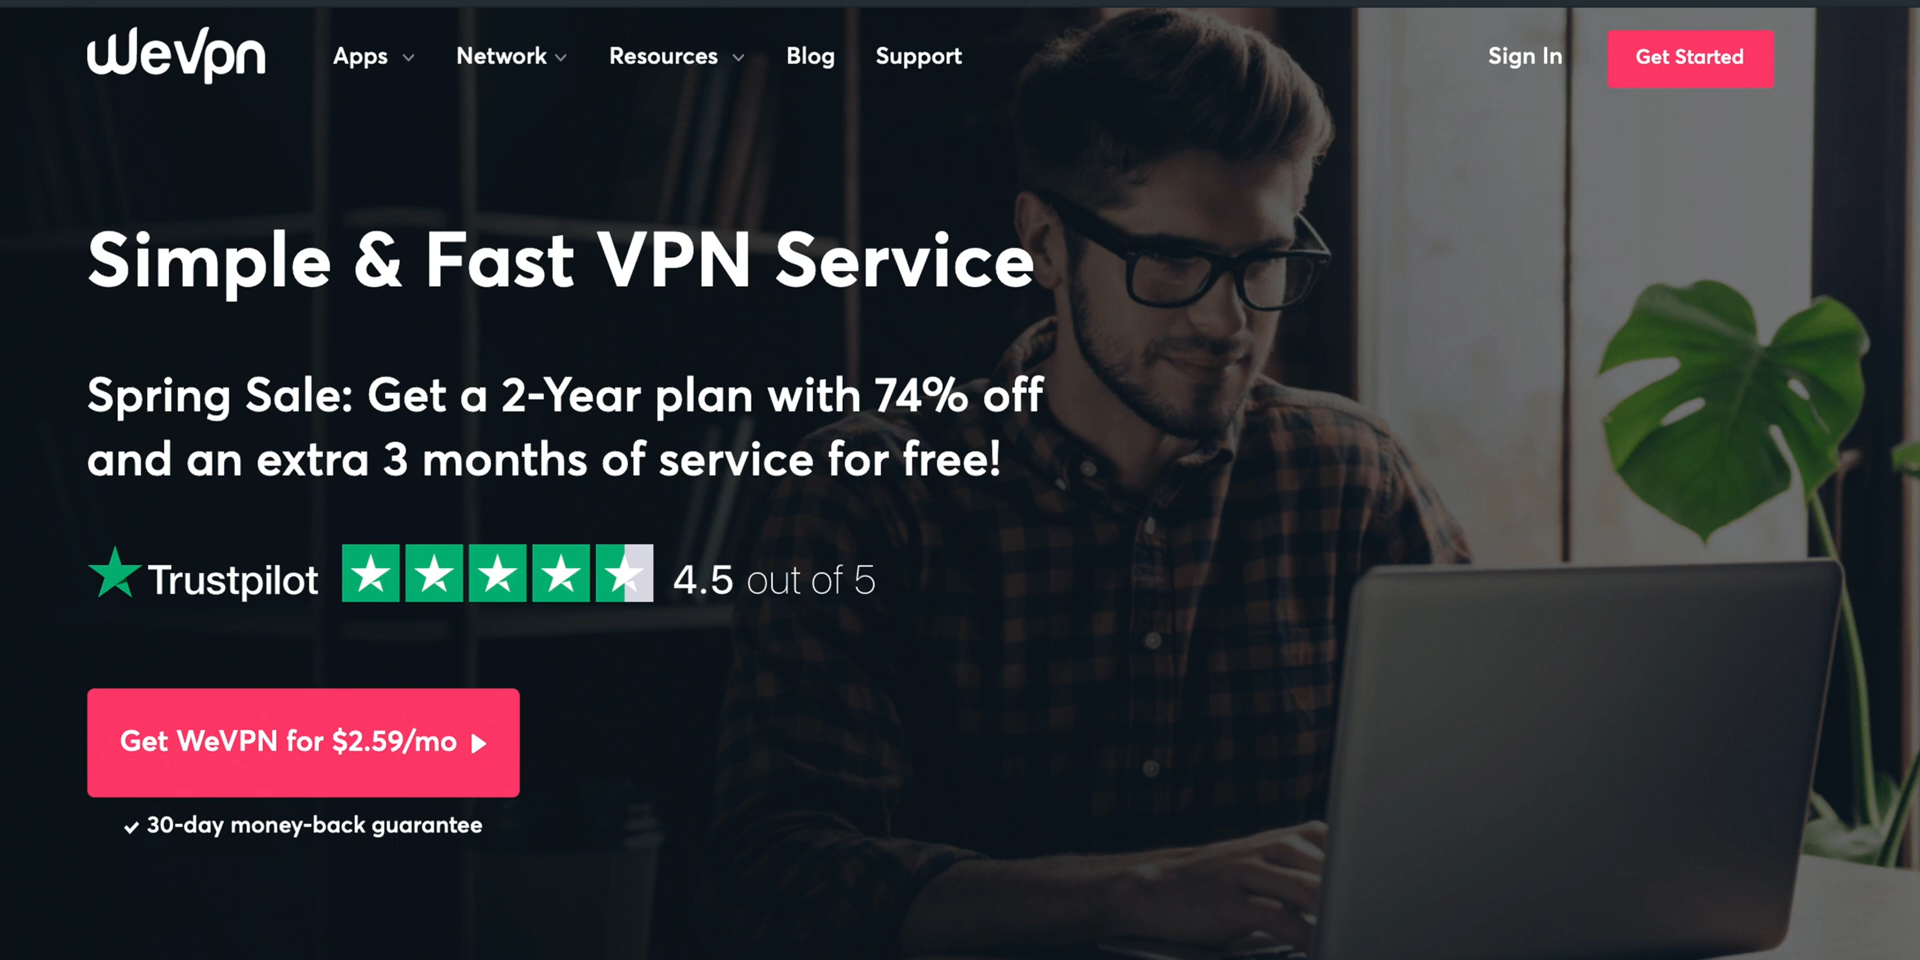 WeVpn
Apps
Network
Resources
Blog
Support
Sign In
Get Started
Simple & Fast VPN Service
Spring Sale: Get a 2-Year plan with 74% off
and an extra 3 months of service for free!
Trustpilot 4.5 out of 5
Get WeVPN for $2.59/mo
30-day money-back guarantee